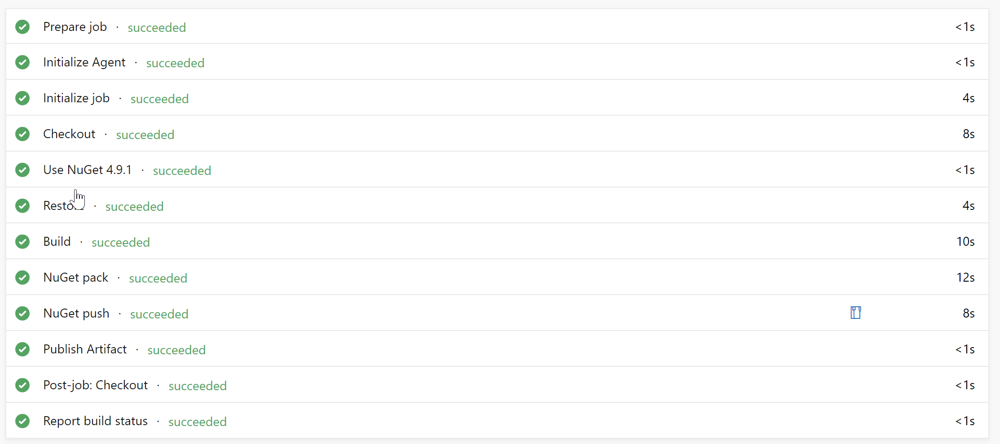 Prepare job · succeeded <1s
Initialize Agent · succeeded <1s
Initialize job · succeeded 4s
Checkout · succeeded 8s
Use NuGet 4.9.1 · succeeded <1s
· succeeded 4s
Build · succeeded 10s
NuGet pack · succeeded 12s
NuGet push · succeeded 8s
Publish Artifact · succeeded <1s
Post-job: Checkout · succeeded <1s
Report build status · succeeded <1s